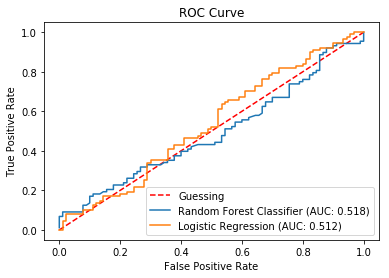 ROC Curve
True Positive Rate
1.0
0.8
0.6
0.4
0.2
0.0
Guessing
Random Forest Classifier (AUC: 0.518)
Logistic Regression (AUC: 0.512)
0.0 0.2 0.4 0.6 0.8 1.0
False Positive Rate